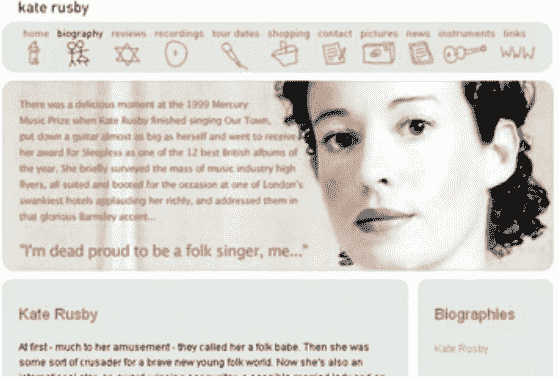 kate rusby
home biography reviews recordings tour dates shopping contact pictures news instruments links
www
There was a delicious moment at the 1999 Mercury
Music Prize when Kate Rusby finished singing Our Town,
put down a guitar almost as big as herself and went to receive
her award for Sleepless as one of the 12 best British albums of
the year. She briefly surveyed the mass of music industry high
flyers, all suited and booted for the occasion at one of London's
swankiest hotels applauding her richly, and addressed them in
that glorious Barnsley accent...
"I'm dead proud to be a folk singer, me..."
Kate Rusby
At first - much to her amusement - they called her a folk babe. Then she was
some sort of crusader for a brave new young folk world. Now she's also an
Biographies
Kate Rusby